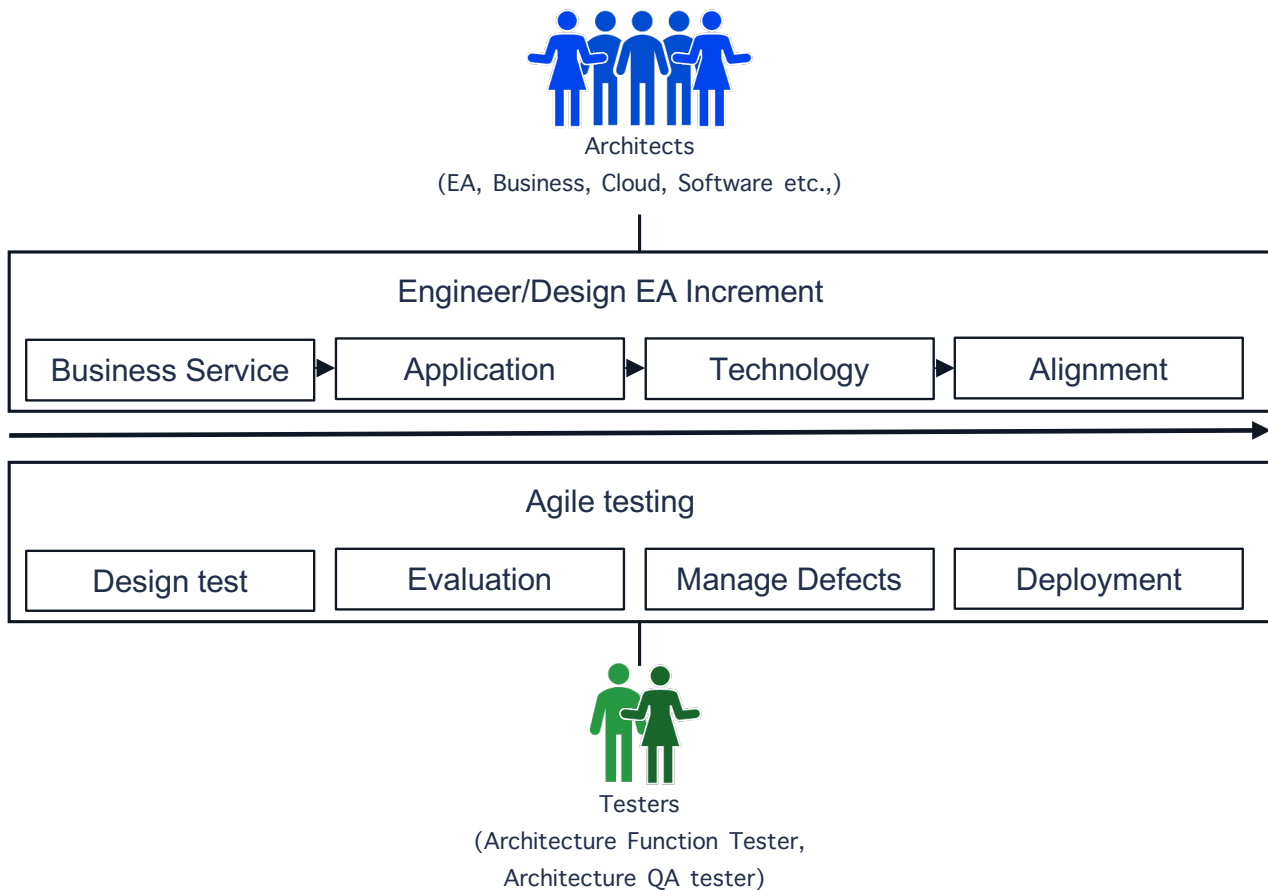 Architects
(EA, Business, Cloud, Software etc.,)
Engineer/Design EA Increment
Business Service
Application
Technology
Alignment
Agile testing
Design test
Evaluation
Manage Defects
Deployment
Testers
(Architecture Function Tester,
Architecture QA tester)